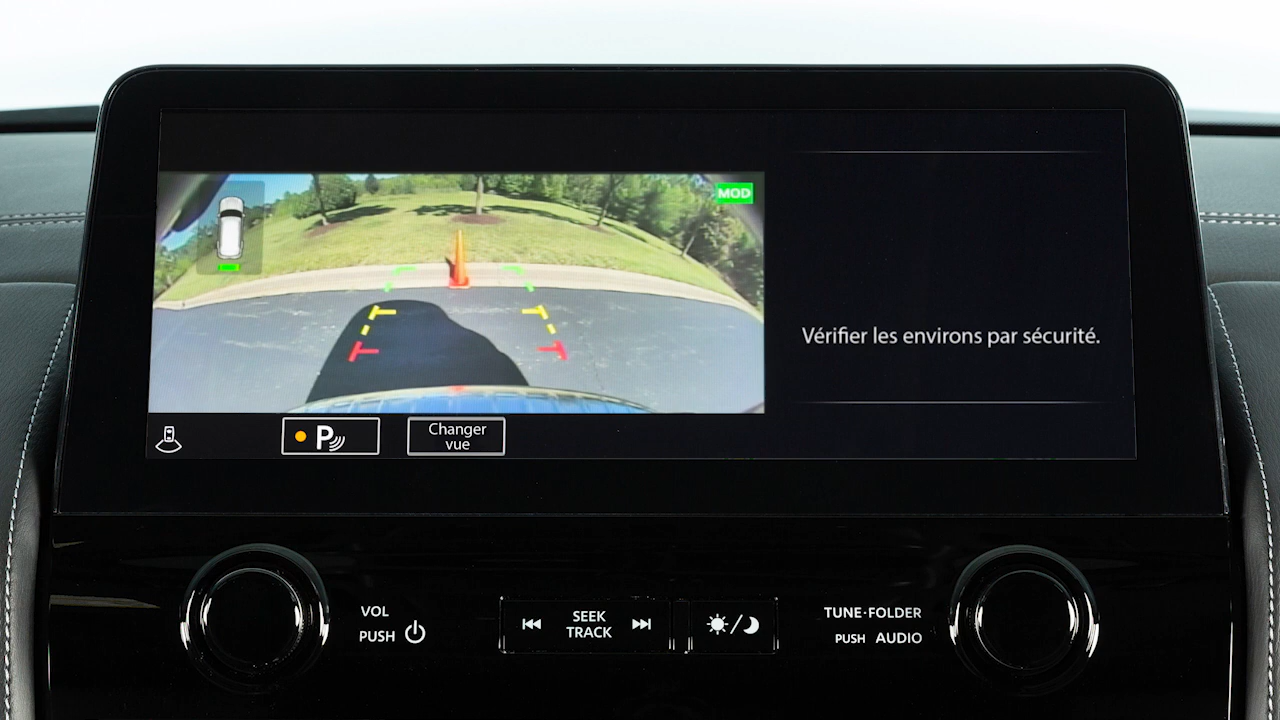 MOD
Vérifier les environs par sécurité.
P
Changer
vue
VOL
PUSH
SEEK
TRACK
TUNE·FOLDER
PUSH AUDIO